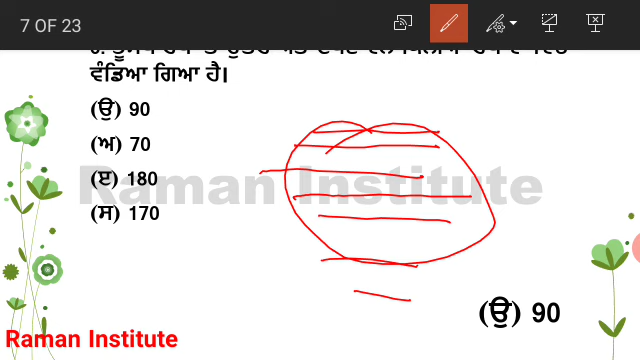 7 OF 23
ਵੰਡਿਆ ਗਿਆ ਹੈ।
(ੳ) 90
(ਅ) 70
(ੲ) 180
(ਸ) 170
Raman Institute
(ੳ) 90
Raman Institute